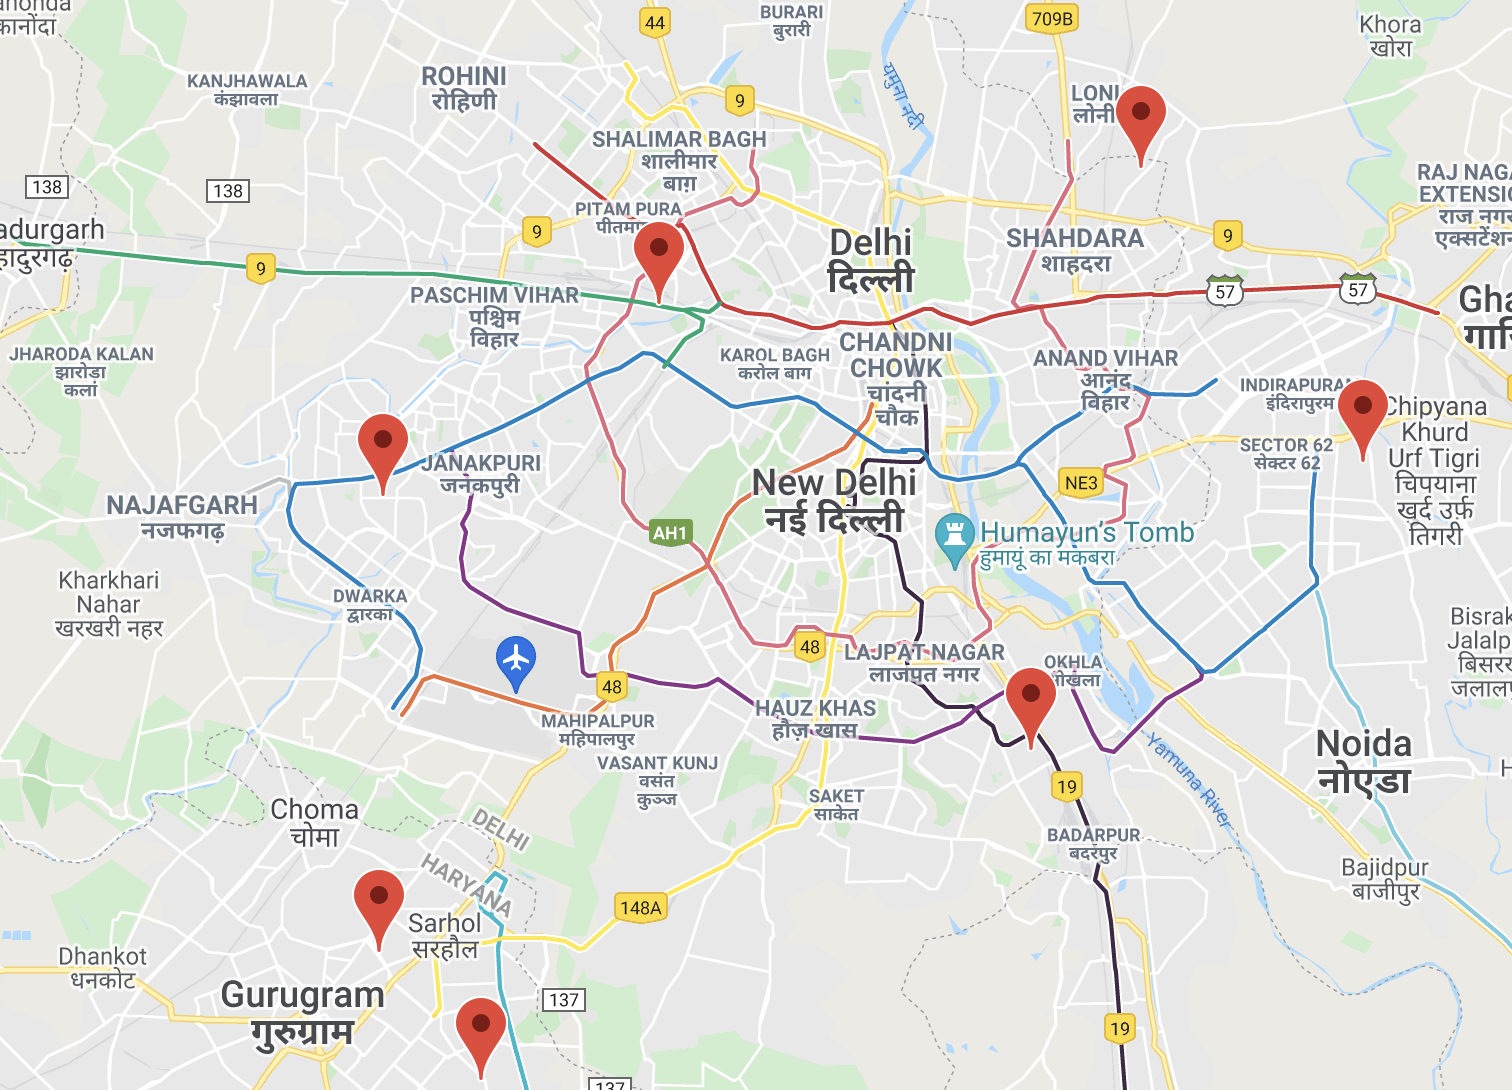 कानोंदा
44
BURARI
बुरारी
709B
Khora
खोरा
KANJHAWALA
कंझावला
ROHINI
रोहिणी
9
यमुना नदी
LONI
लोनी
SHALIMAR BAGH
शालीमार
बाग़
138
138
RAJ NAGA
EXTENSIO
राज नगर
एक्सटेंशन
PITAM PURA
9
adurgarh
हादुरगढ़
9
Delhi
दिल्ली
SHAHDARA
शाहदरा
9
57
57
PASCHIM VIHAR
पश्चिम
विहार
Gha
JHARODA KALAN
झारोडा
कलां
KAROL BAGH
करोल बाग
CHANDNI
CHOWK
चांदनी
चौक
ANAND VIHAR
आनंद
विहार
INDIRAPURAM
इंदिरापुरम
Chipyana
Khurd
Urf Tigri
चिपयाना
खुर्द उर्फ़
तिगरी
SECTOR 62
सेक्टर 62
JANAKPURI
जनकपुरी
NAJAFGARH
नजफगढ़
New Delhi
नई दिल्ली
NE3
AH1
Humayun's Tomb
हुमायूं का मकबरा
Kharkhari
Nahar
खरखरी नहर
DWARKA
द्वारका
Bisrak
Jalalp
बिसरख
जलालपु
48
48
LAJPAT NAGAR
लाजपत नगर
OKHLA
ओखला
MAHIPALPUR
महिपालपुर
HAUZ KHAS
हौज़ खास
VASANT KUNJ
वसंत
कुञ्ज
SAKET
साकेत
19
Yamuna River
Noida
नोएडा
Choma
चोमा
DELHI
HARYANA
BADARPUR
बदरपुर
Bajidpur
बाजीपुर
148A
Sarhol
सरहौल
Dhankot
धनकोट
Gurugram
गुरुग्राम
137
19
137